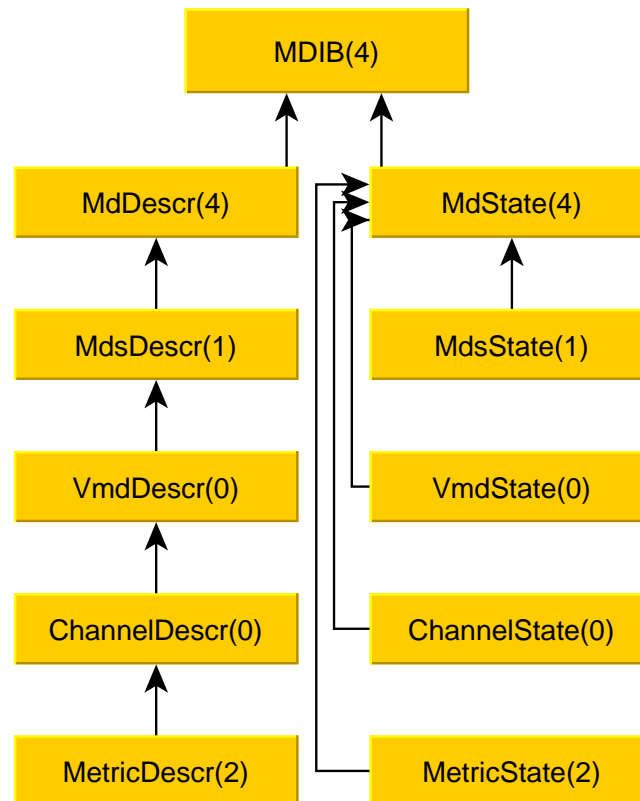 MDIB(4)
MdDescr(4)
MdState(4)
MdsDescr(1)
MdsState(1)
VmdDescr(0)
VmdState(0)
ChannelDescr(0)
ChannelState(0)
MetricDescr(2)
MetricState(2)